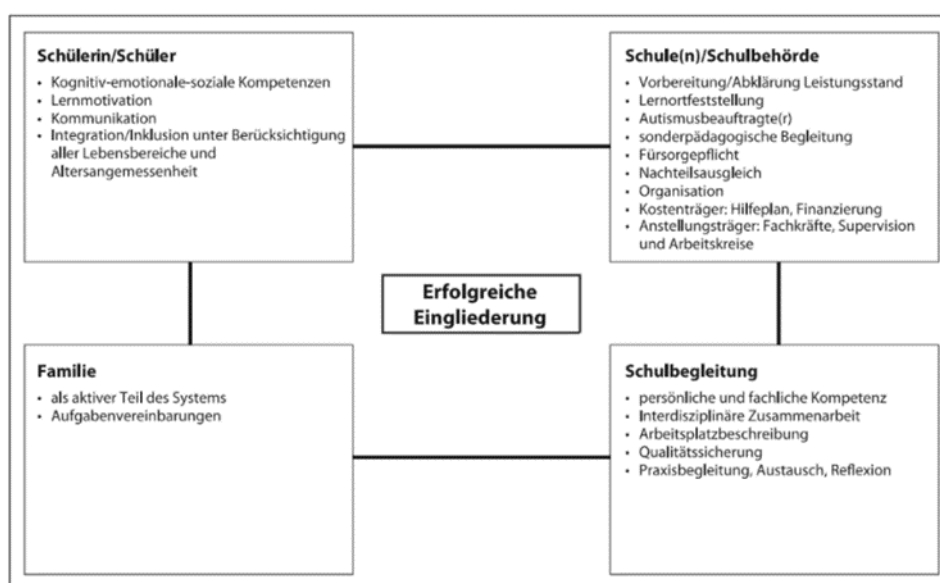 Schülerin/Schüler
• Kognitiv-emotionale-soziale Kompetenzen
• Lernmotivation
• Kommunikation
• Integration/Inklusion unter Berücksichtigung
aller Lebensbereiche und
Altersangemessenheit
Schule(n)/Schulbehörde
• Vorbereitung/Abklärung Leistungsstand
• Lernortfeststellung
• Autismusbeauftragte(r)
• sonderpädagogische Begleitung
• Fürsorgepflicht
• Nachteilsausgleich
• Organisation
• Kostenträger: Hilfeplan, Finanzierung
• Anstellungsträger: Fachkräfte, Supervision
und Arbeitskreise
Erfolgreiche
Eingliederung
Familie
• als aktiver Teil des Systems
• Aufgabenvereinbarungen
Schulbegleitung
• persönliche und fachliche Kompetenz
• Interdisziplinäre Zusammenarbeit
• Arbeitsplatzbeschreibung
• Qualitätssicherung
• Praxisbegleitung, Austausch, Reflexion